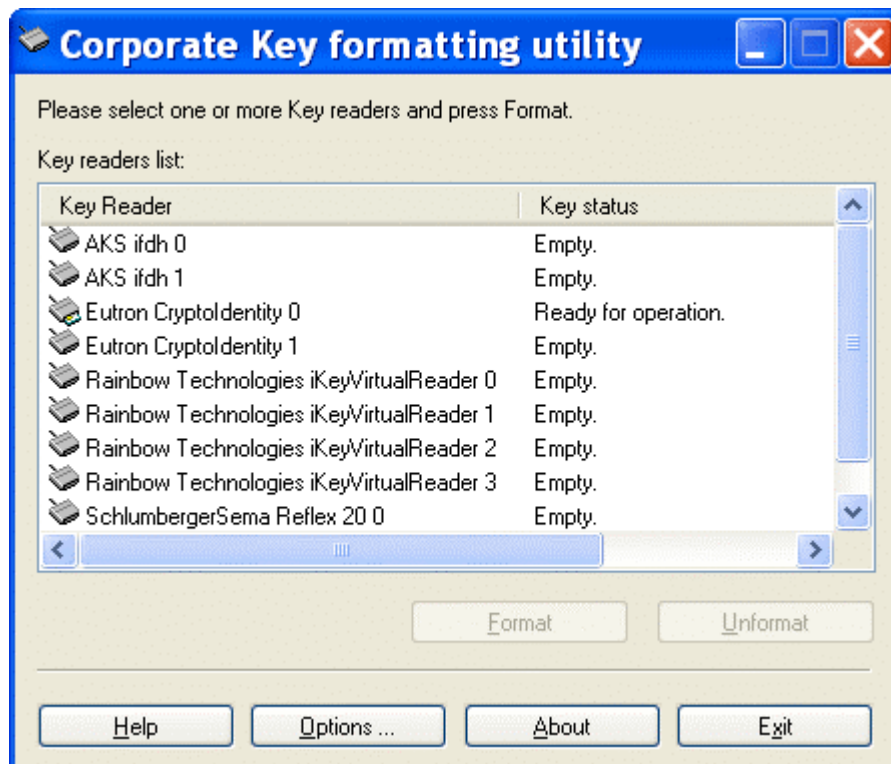 Corporate Key formatting utility
Please select one or more Key readers and press Format.
Key readers list:
Key Reader Key status
AKS ifdh 0 Empty.
AKS ifdh 1 Empty.
Eutron CryptoIdentity 0 Ready for operation.
Eutron CryptoIdentity 1 Empty.
Rainbow Technologies iKeyVirtualReader 0 Empty.
Rainbow Technologies iKeyVirtualReader 1 Empty.
Rainbow Technologies iKeyVirtualReader 2 Empty.
Rainbow Technologies iKeyVirtualReader 3 Empty.
SchlumbergerSema Reflex 20 0 Empty.
Format Unformat
Help Options ... About Exit